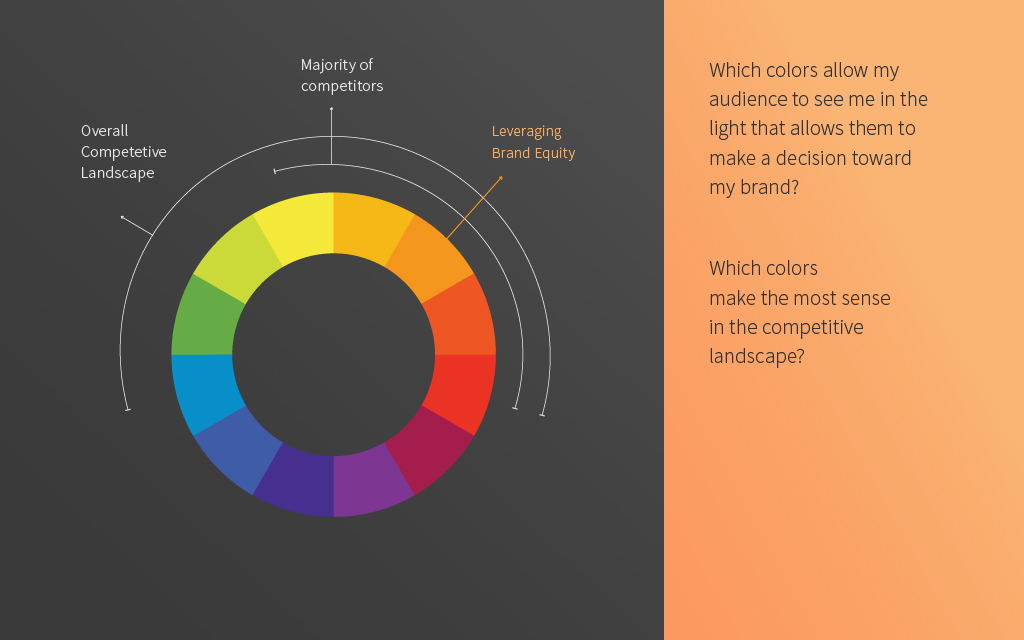 Majority of
competitors
Overall
Competetive
Landscape
Leveraging
Brand Equity
Which colors allow my
audience to see me in the
light that allows them to
make a decision toward
my brand?
Which colors
make the most sense
in the competitive
landscape?